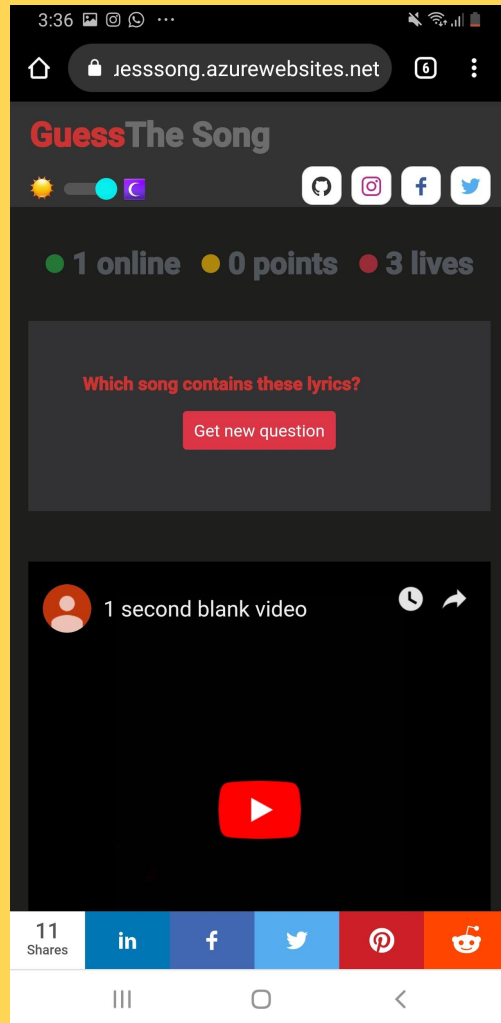 3:36
uesssong.azurewebsites.net 6
GuessThe Song
1 online 0 points 3 lives
Which song contains these lyrics?
Get new question
1 second blank video
11
Shares
in f